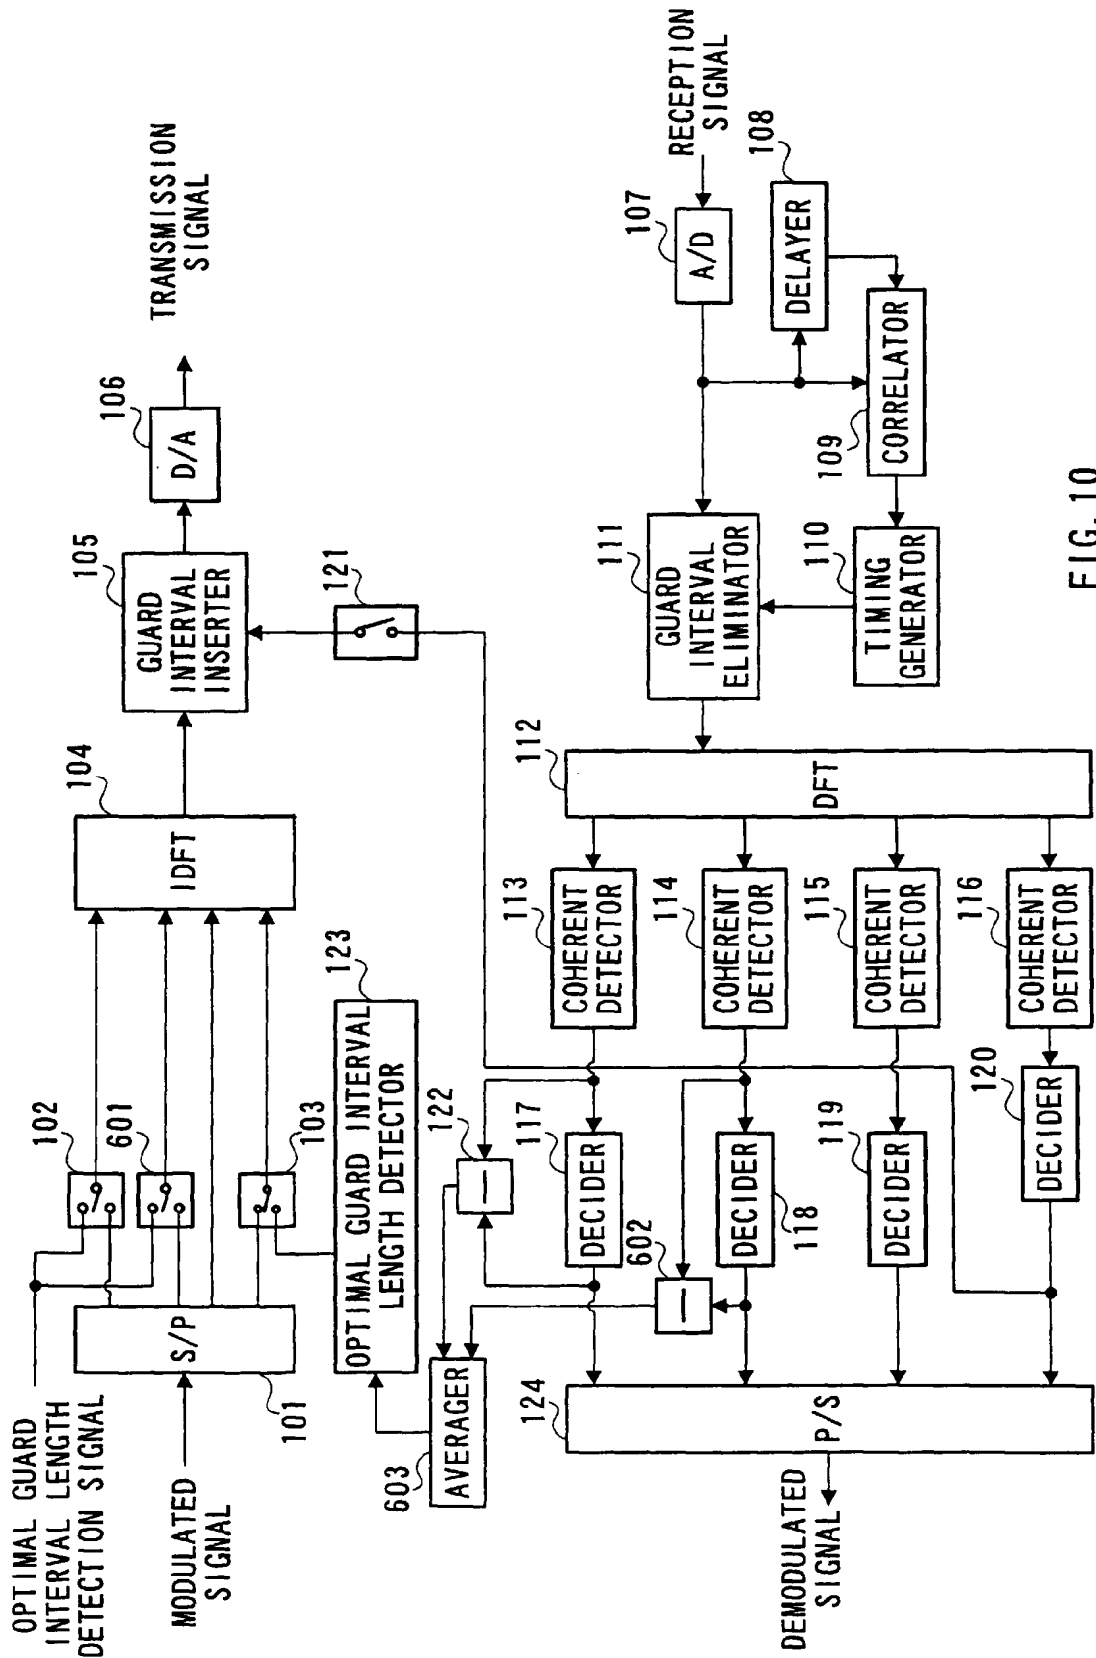 OPTIMAL GUARD
INTERVAL LENGTH
DETECTION SIGNAL
MODULATED
SIGNAL
101
S/P
102
601
103
104
IDFT
105
GUARD
INTERVAL
INSERTER
106
D/A
TRANSMISSION
SIGNAL
121
123
OPTIMAL GUARD INTERVAL
LENGTH DETECTOR
603
AVERAGER
122
602
124
P/S
DEMODULATED
SIGNAL
117
DECIDER
DECIDER
118
119
DECIDER
120
DECIDER
113
COHERENT
DETECTOR
114
COHERENT
DETECTOR
115
COHERENT
DETECTOR
116
COHERENT
DETECTOR
112
DFT
111
GUARD
INTERVAL
ELIMINATOR
110
TIMING
GENERATOR
109
CORRELATOR
108
DELAYER
107
A/D
RECEPTION
SIGNAL
FIG. 10